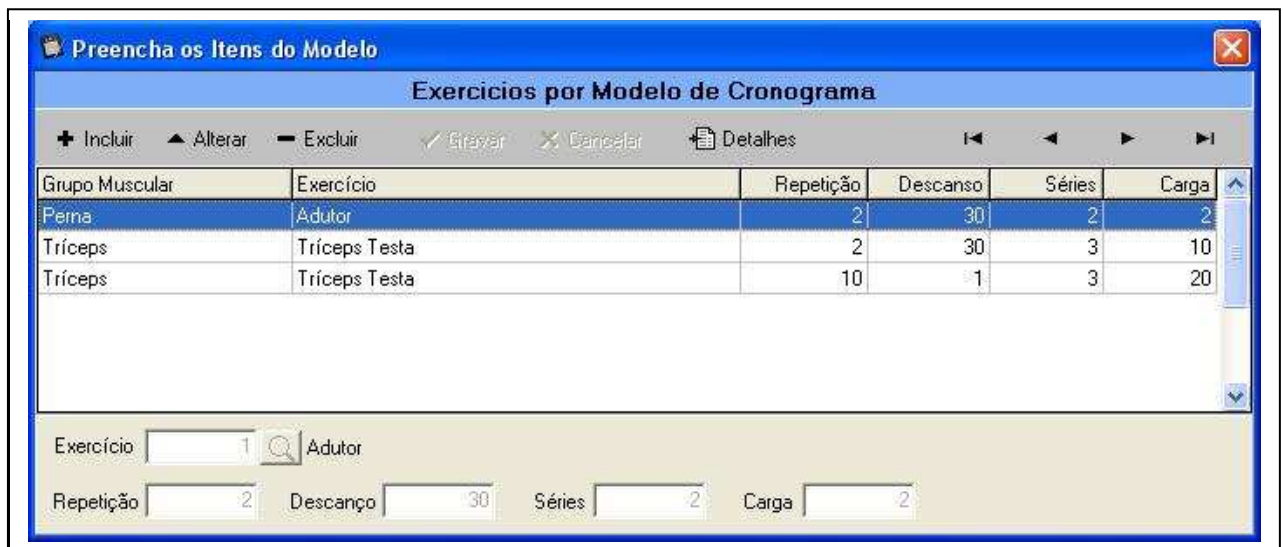 Preencha os Itens do Modelo
Exercicios por Modelo de Cronograma
Incluir Alterar Excluir Gravar Cancelar Detalhes
Grupo Muscular Exercício Repetição Descanso Séries Carga
Perna Adutor 2 30 2 2
Tríceps Tríceps Testa 2 30 3 10
Tríceps Tríceps Testa 10 1 3 20
Exercício 1 Adutor
Repetição 2 Descanço 30 Séries 2 Carga 2